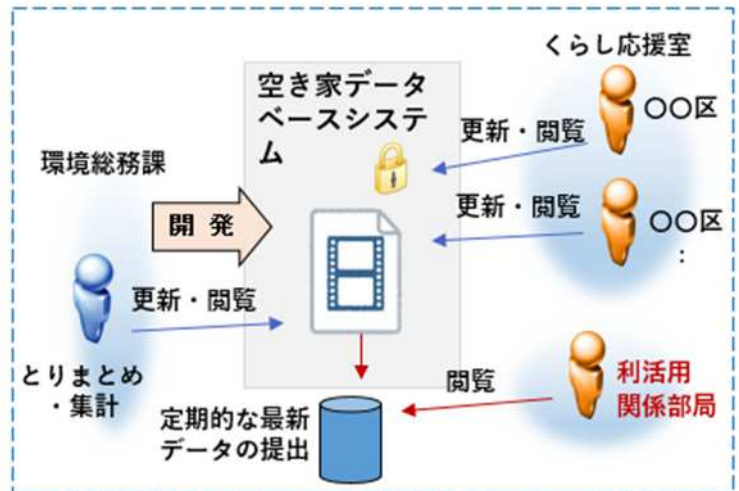 くらし応援室
空き家データ
ベースシステ
ム
〇〇区
更新・閲覧
環境総務課
開 発
更新・閲覧
〇〇区
:
更新・閲覧
とりまとめ
・集計
閲覧
利活用
関係部局
定期的な最新
データの提出